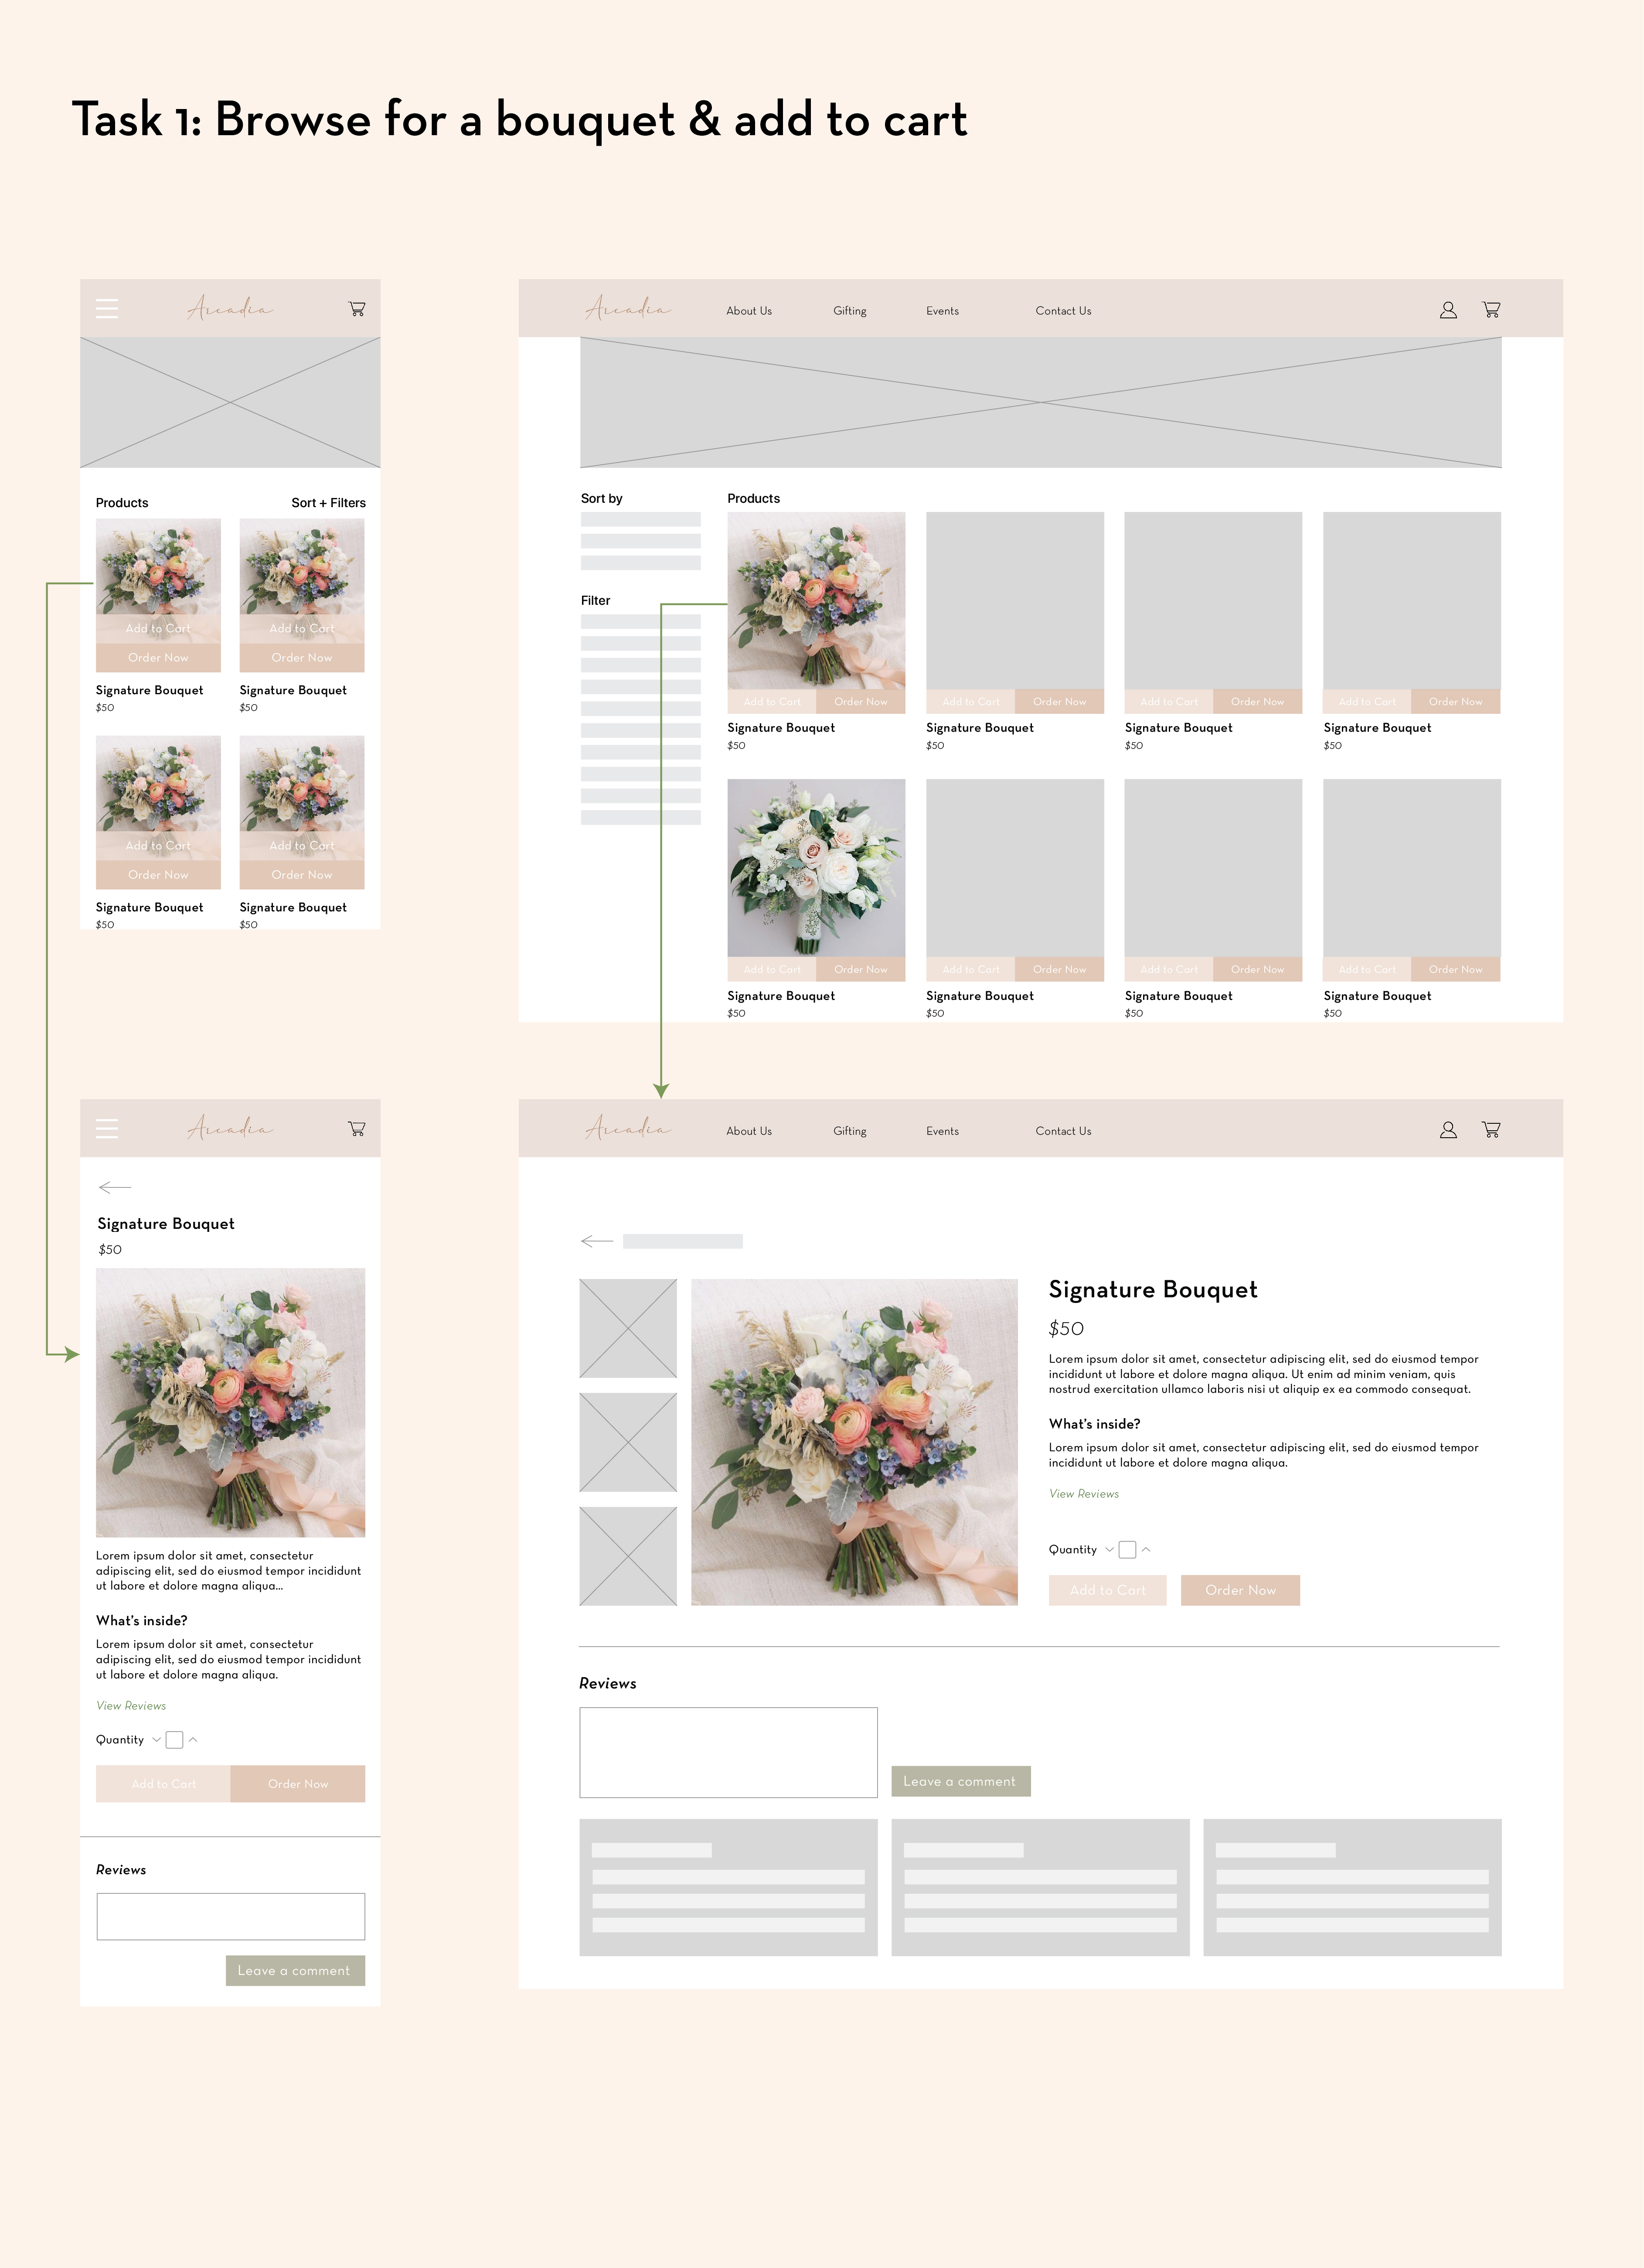 Task 1: Browse for a bouquet & add to cart
Arcadia
Products
Sort + Filters
Add to Cart
Add to Cart
Order Now
Order Now
Signature Bouquet
Signature Bouquet
$50
$50
Add to Cart
Add to Cart
Order Now
Order Now
Signature Bouquet
Signature Bouquet
$50
$50
Arcadia
About Us
Gifting
Events
Contact Us
Sort by
Filter
Products
Add to Cart
Order Now
Add to Cart
Order Now
Add to Cart
Order Now
Add to Cart
Order Now
Signature Bouquet
Signature Bouquet
Signature Bouquet
Signature Bouquet
$50
$50
$50
$50
Add to Cart
Order Now
Add to Cart
Order Now
Add to Cart
Order Now
Add to Cart
Order Now
Signature Bouquet
Signature Bouquet
Signature Bouquet
Signature Bouquet
$50
$50
$50
$50
Arcadia
Signature Bouquet
$50
Lorem ipsum dolor sit amet, consectetur
adipiscing elit, sed do eiusmod tempor incididunt
ut labore et dolore magna aliqua...
What's inside?
Lorem ipsum dolor sit amet, consectetur
adipiscing elit, sed do eiusmod tempor incididunt
ut labore et dolore magna aliqua.
View Reviews
Quantity
Add to Cart
Order Now
Reviews
Leave a comment
Arcadia
About Us
Gifting
Events
Contact Us
Signature Bouquet
$50
Lorem ipsum dolor sit amet, consectetur adipiscing elit, sed do eiusmod tempor
incididunt ut labore et dolore magna aliqua. Ut enim ad minim veniam, quis
nostrud exercitation ullamco laboris nisi ut aliquip ex ea commodo consequat.
What's inside?
Lorem ipsum dolor sit amet, consectetur adipiscing elit, sed do eiusmod tempor
incididunt ut labore et dolore magna aliqua.
View Reviews
Quantity
Add to Cart
Order Now
Reviews
Leave a comment